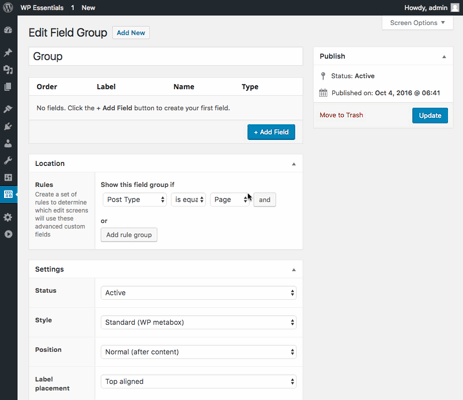 WP Essentials 1 New Howdy, admin
Screen Options
Edit Field Group Add New
Group
Order Label Name Type
No fields. Click the + Add Field button to create your first field.
+ Add Field
Publish
Status: Active
Published on: Oct 4, 2016 @ 06:41
Move to Trash Update
Location
Rules
Create a set of
rules to determine
which edit screens
will use these
advanced custom
fields
Show this field group if
Post Type is equa Page and
or
Add rule group
Settings
Status Active
Style Standard (WP metabox)
Position Normal (after content)
Label
placement
Top aligned